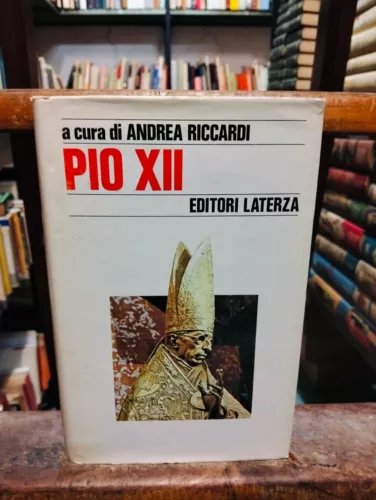 a cura di ANDREA RICCARDI
PIO XII
EDITORI LATERZA